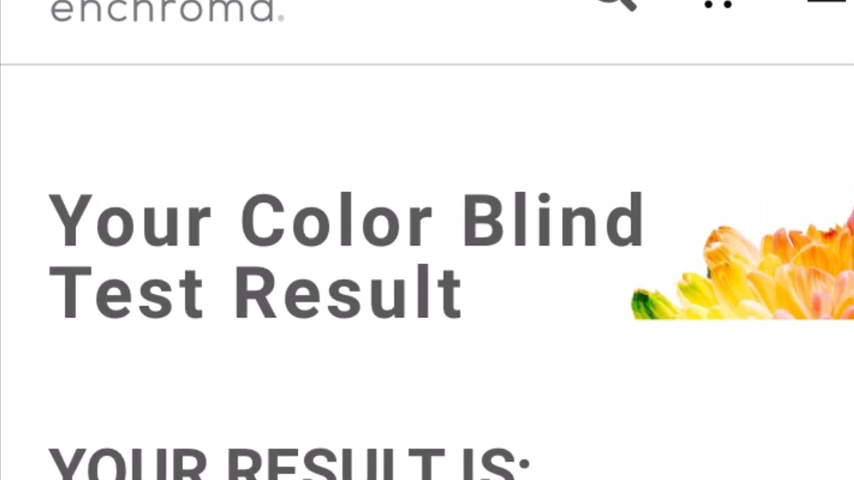 enchroma.
Your Color Blind
Test Result
YOUR RESULT IS: